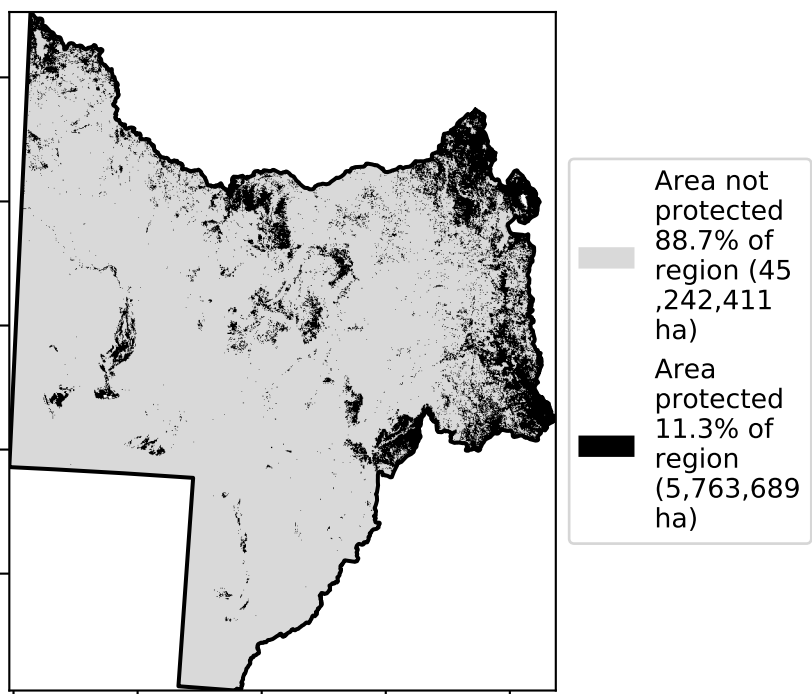 Area not
protected
88.7% of
region (45
,242,411
ha)
Area
protected
11.3% of
region
(5,763,689
ha)